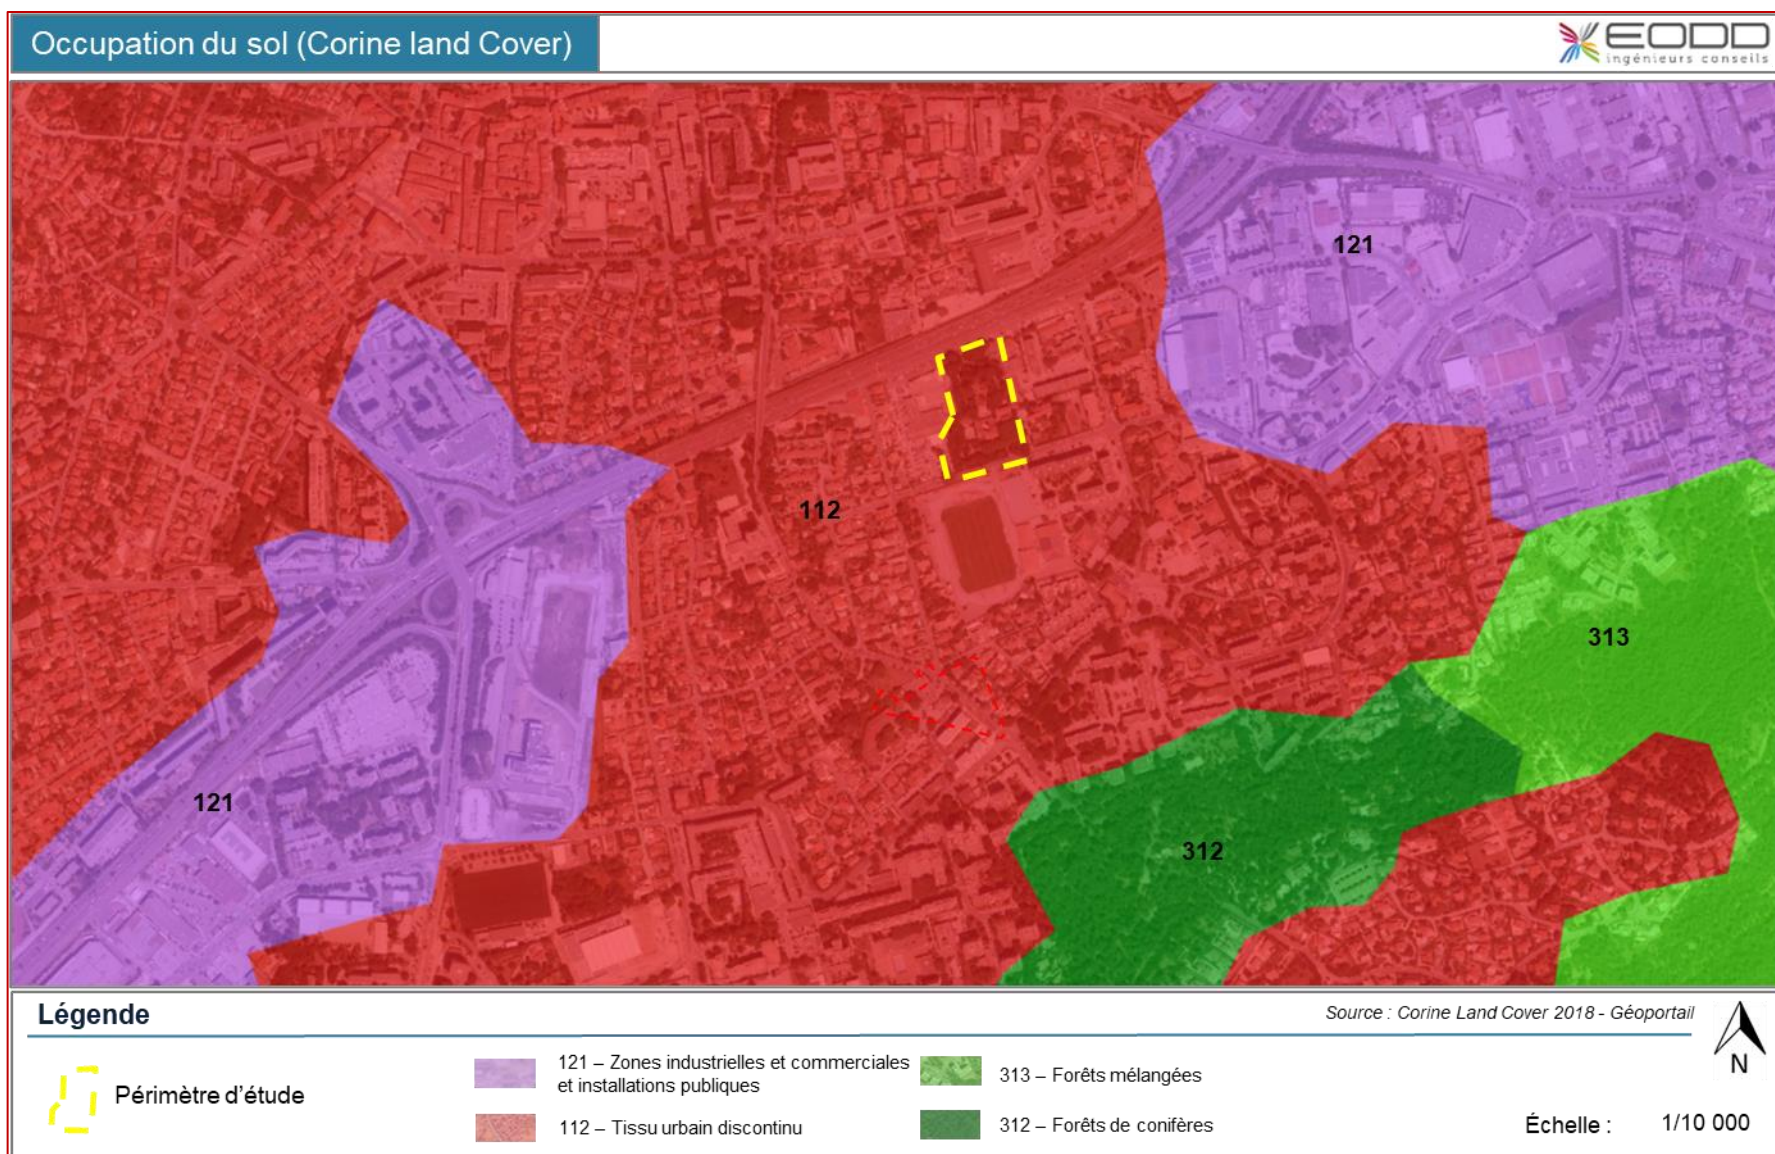 Occupation du sol (Corine land Cover)
EODD
ingénieurs conseils
121
112
313
121
312
Légende
Source : Corine Land Cover 2018 - Géoportail
Périmètre d'étude
121 – Zones industrielles et commerciales
et installations publiques
112 – Tissu urbain discontinu
313 – Forêts mélangées
312 – Forêts de conifères
N
Échelle : 1/10 000